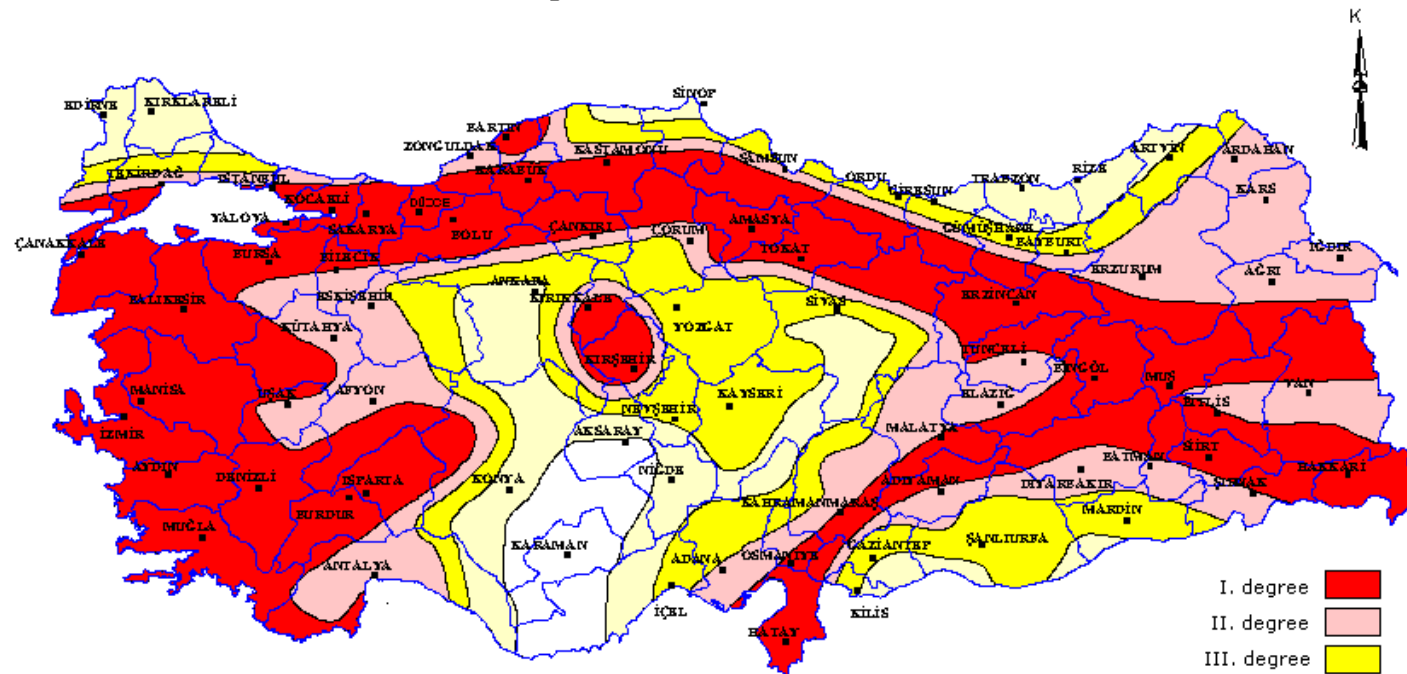 K
SİNOP
EDİRNE
KIRKLARELİ
BARTIN
ZONGULDAK
KASTAMONU
SAMSUN
ARTVİN
ARDAHAN
TEKİRDAĞ
İSTANBUL
KARABUK
ORDU
GİRESUN
TRABZON
RİZE
KARS
KOCAELİ
DÜZCE
YALOVA
SAKARYA
BOLU
ÇANKIRI
ÇORUM
AMASYA
TOKAT
GÜMÜŞHANE
BAYBURT
ÇANAKKALE
BURSA
BİLECİK
ERZURUM
AĞRI
IĞDIR
ANKARA
BALIKESİR
ESKİŞEHİR
KIRIKKALE
SİVAS
ERZİNCAN
KÜTAHYA
YOZGAT
KIRŞEHİR
TUNCELİ
BİNGÖL
MUŞ
VAN
MANİSA
UŞAK
AFYON
KAYSERİ
ELAZIĞ
BİTLİS
İZMİR
NEVŞEHİR
AKSARAY
MALATYA
SİİRT
AYDIN
DENİZLİ
ISPARTA
KONYA
NİĞDE
BATMAN
HAKKARİ
BURDUR
KAHRAMANMARAŞ
ADIYAMAN
DİYARBAKIR
ŞIRNAK
MUĞLA
MARDİN
KARAMAN
GAZİANTEP
ŞANLIURFA
ANTALYA
ADANA
OSMANİYE
İÇEL
KİLİS
HATAY
I. degree
II. degree
III. degree